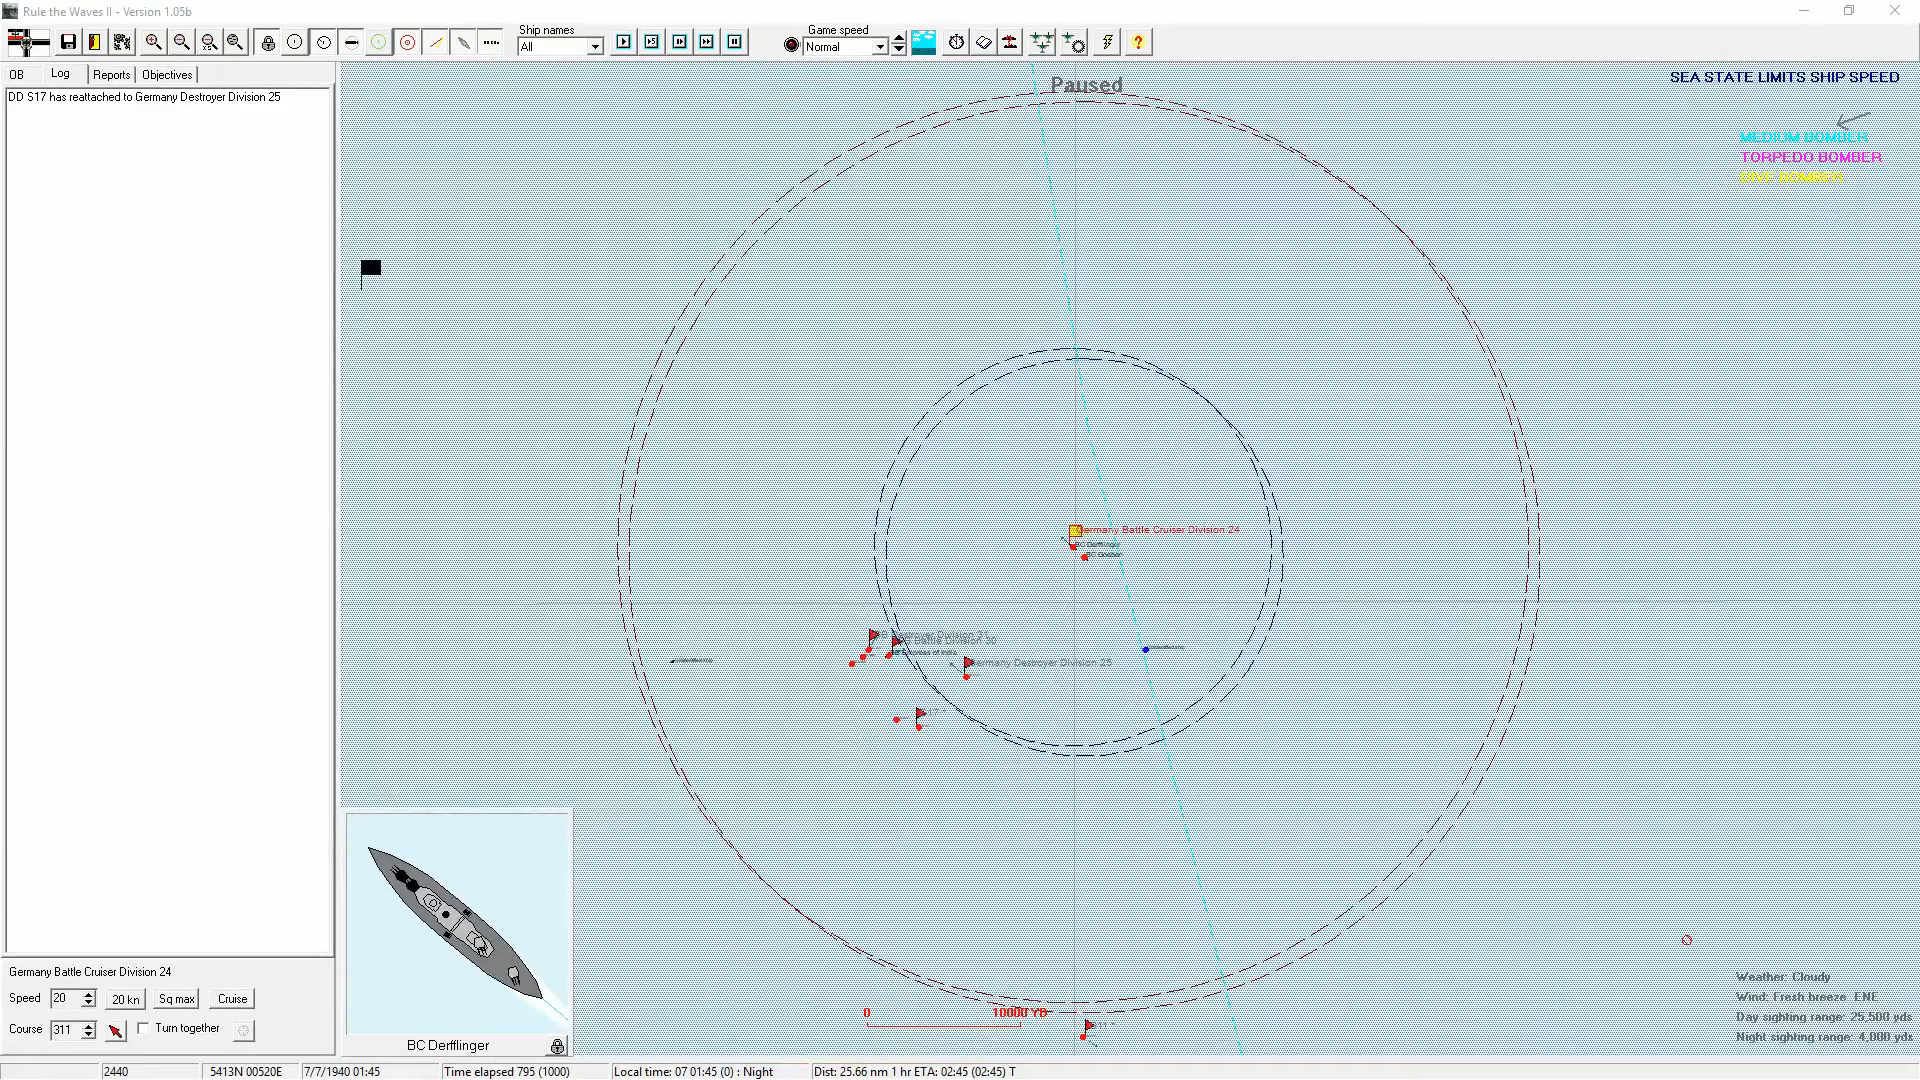 Rule the Waves II - Version 1.05b
Ship names
All
Game speed
Normal
OB
Log
Reports
Objectives
DD S17 has reattached to Germany Destroyer Division 25
Paused
SEA STATE LIMITS SHIP SPEED
MEDIUM BOMBER
TORPEDO BOMBER
DIVE BOMBER
Germany Battle Cruiser Division 24
BC Derfflinger
BC Goeben
Germany Destroyer Division 25
0 10000 YD
Weather: Cloudy
Wind: Fresh breeze ENE
Day sighting range: 25,500 yds
Night sighting range: 4,000 yds
Germany Battle Cruiser Division 24
Speed 20 20 kn Sq max Cruise
Course 311 Turn together
BC Derfflinger
2440 5413N 00520E 7/7/1940 01:45 Time elapsed 795 (1000) Local time: 07 01:45 (0) : Night Dist: 25.66 nm 1 hr ETA: 02:45 (02:45) T